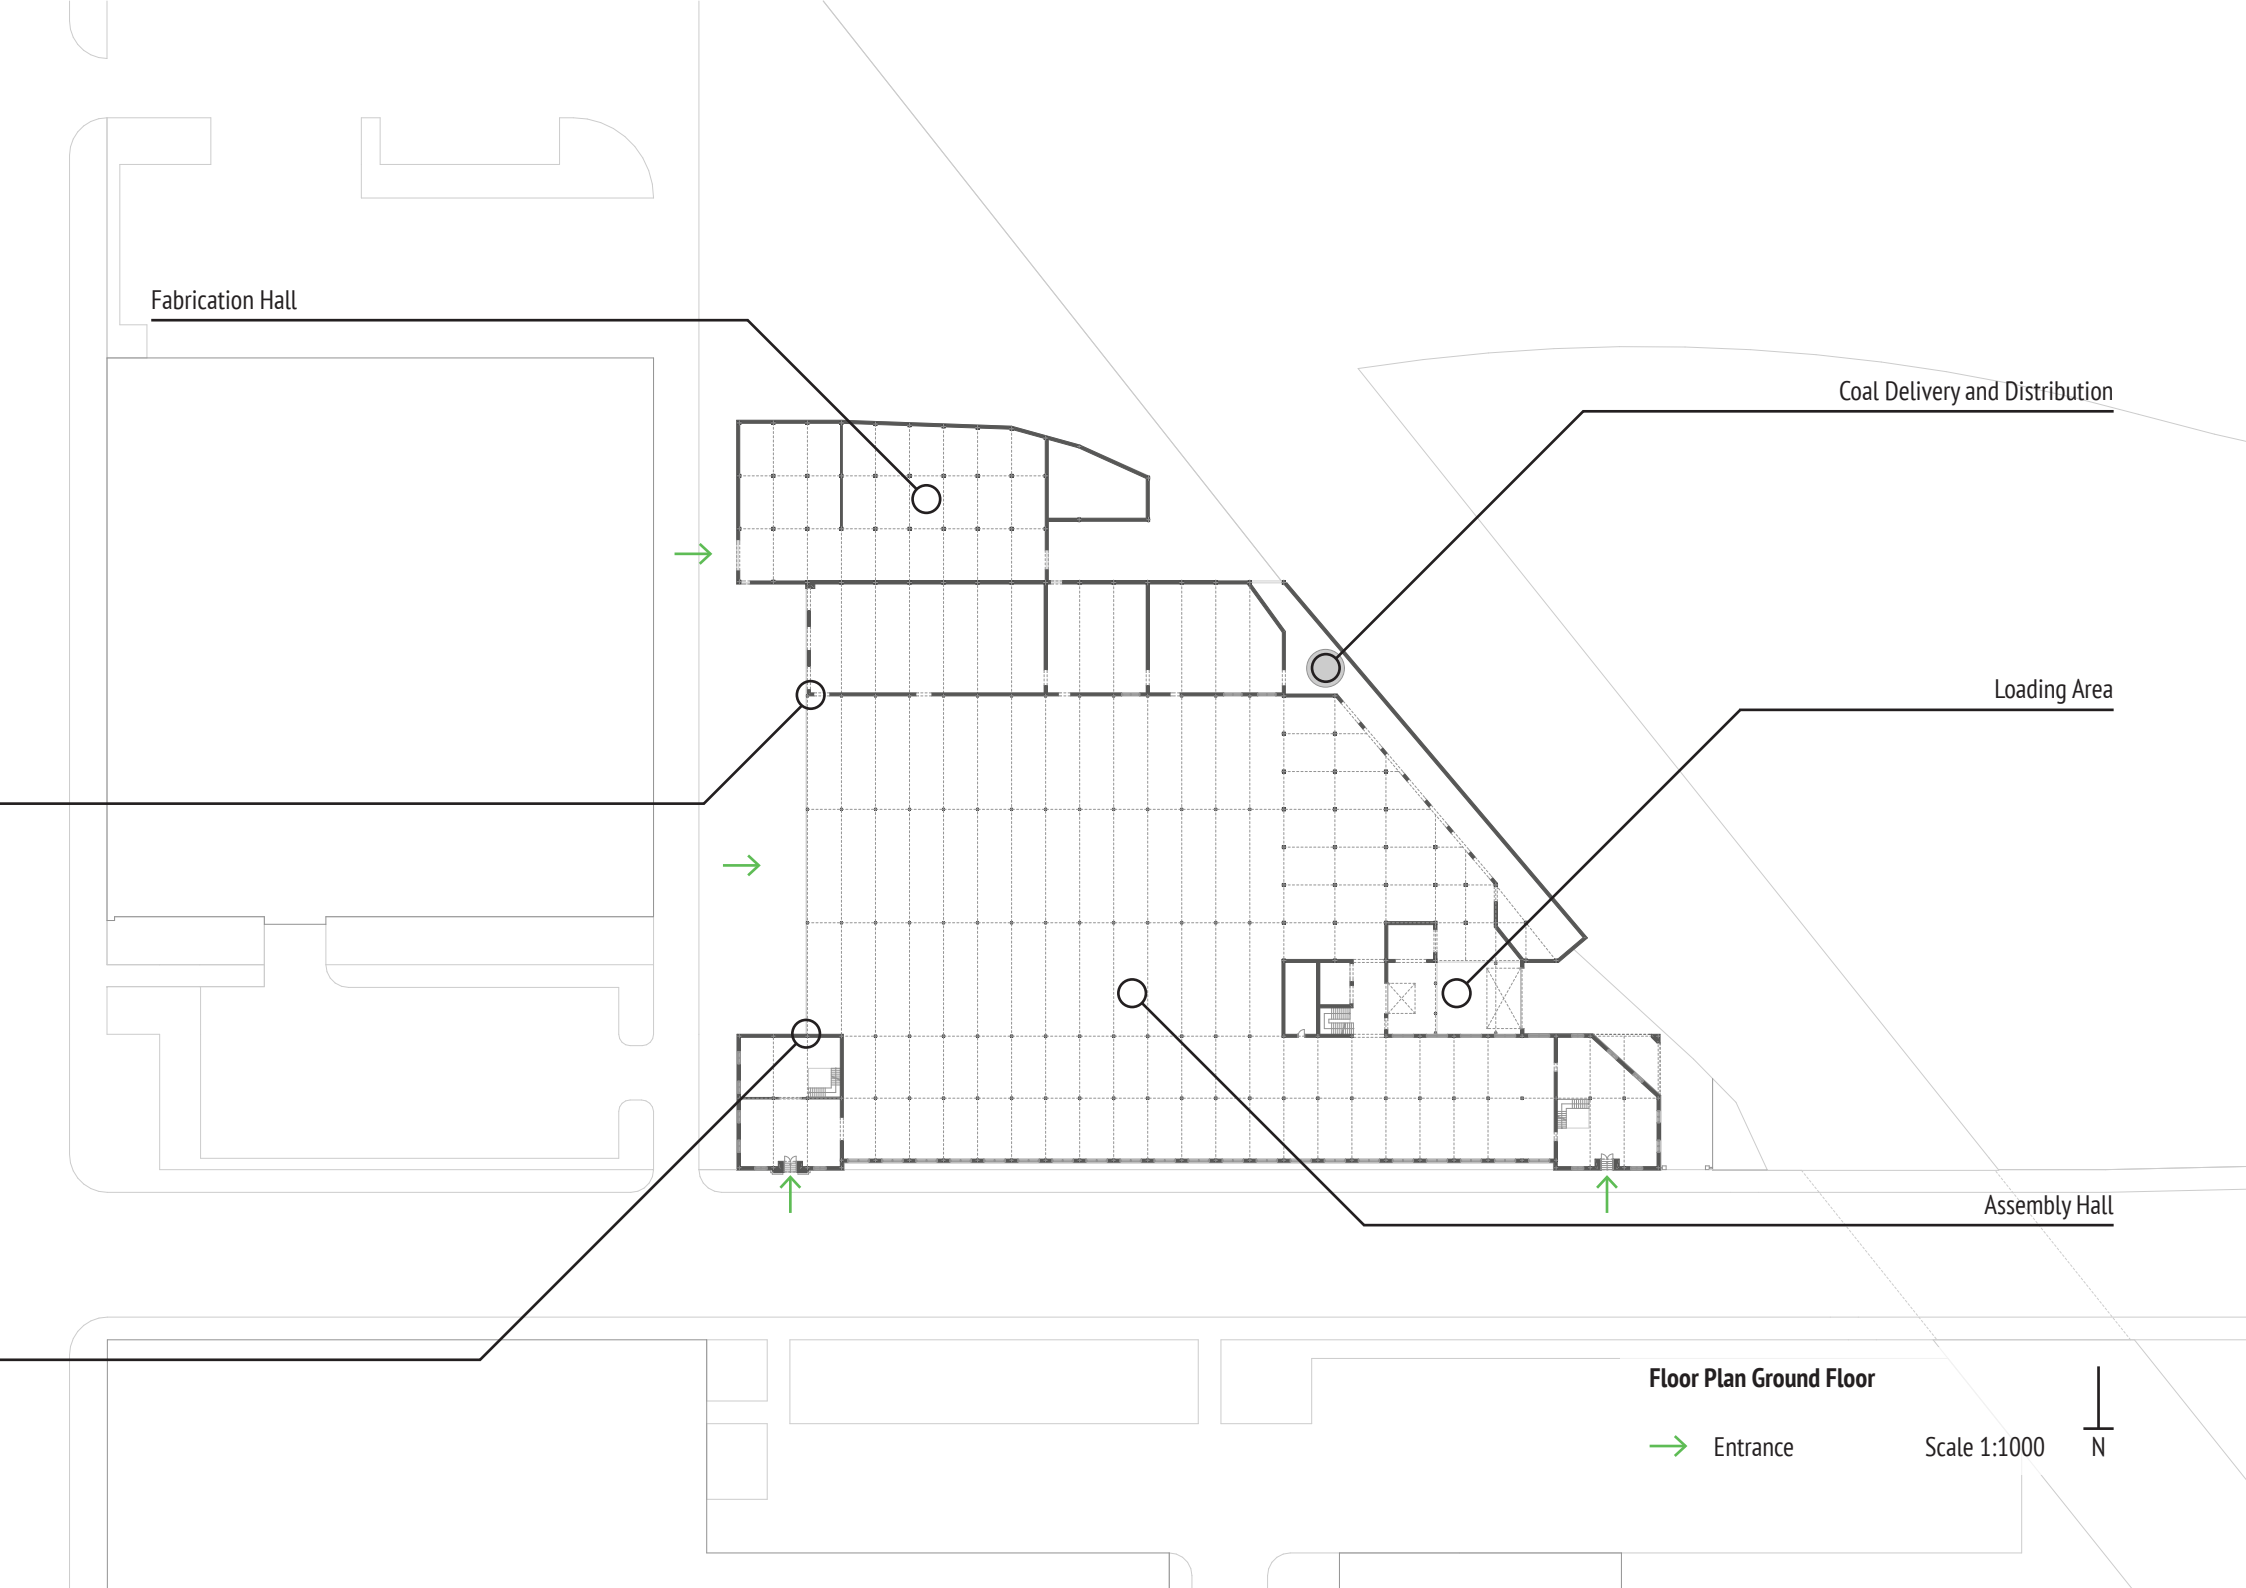 Fabrication Hall
Coal Delivery and Distribution
Loading Area
Assembly Hall
Floor Plan Ground Floor
Entrance
Scale 1:1000
N